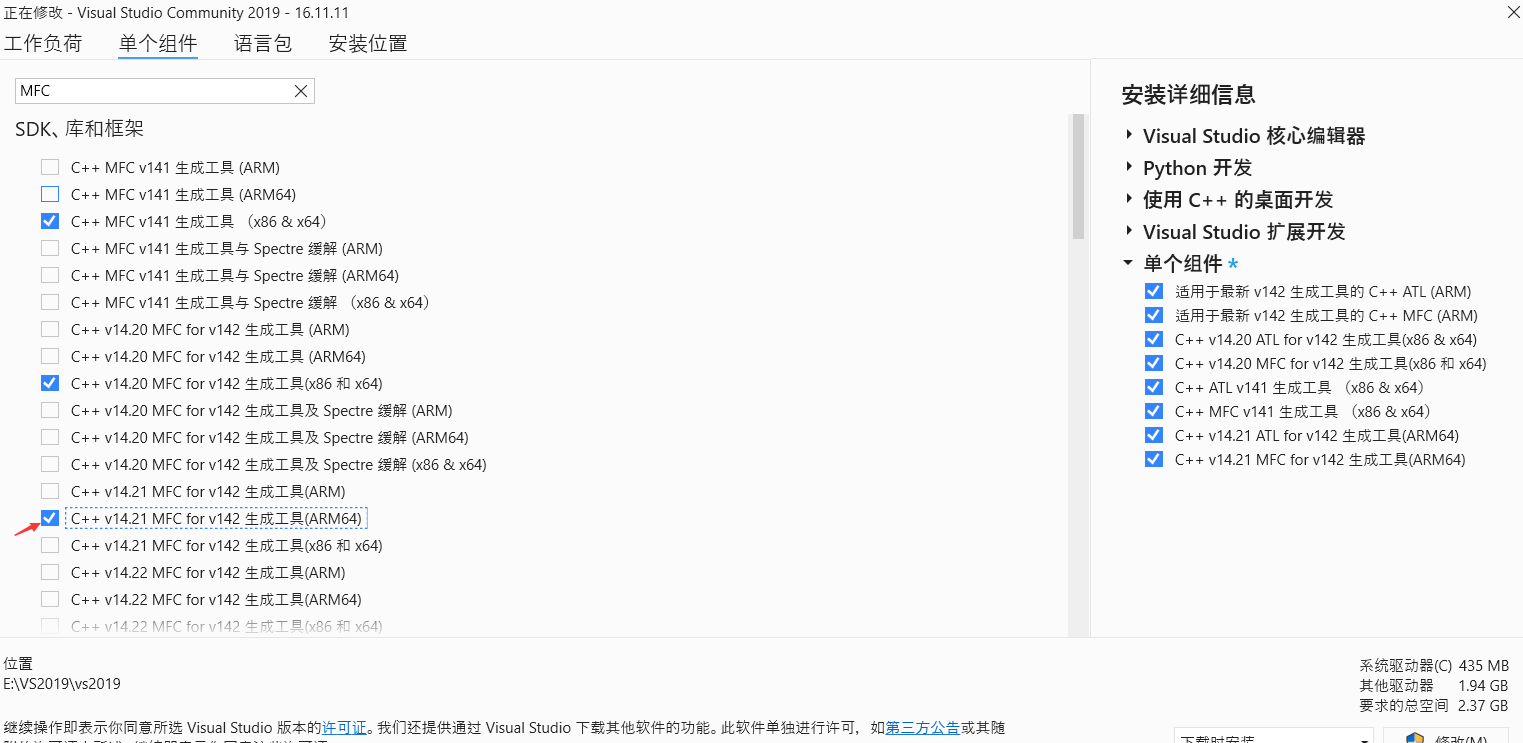 正在修改 - Visual Studio Community 2019 - 16.11.11
工作负荷 单个组件 语言包 安装位置
MFC
SDK、库和框架
C++ MFC v141 生成工具 (ARM)
C++ MFC v141 生成工具 (ARM64)
C++ MFC v141 生成工具 （x86 & x64）
C++ MFC v141 生成工具与 Spectre 缓解 (ARM)
C++ MFC v141 生成工具与 Spectre 缓解 (ARM64)
C++ MFC v141 生成工具与 Spectre 缓解 （x86 & x64）
C++ v14.20 MFC for v142 生成工具 (ARM)
C++ v14.20 MFC for v142 生成工具 (ARM64)
C++ v14.20 MFC for v142 生成工具(x86 和 x64)
C++ v14.20 MFC for v142 生成工具及 Spectre 缓解 (ARM)
C++ v14.20 MFC for v142 生成工具及 Spectre 缓解 (ARM64)
C++ v14.20 MFC for v142 生成工具及 Spectre 缓解 (x86 & x64)
C++ v14.21 MFC for v142 生成工具(ARM)
C++ v14.21 MFC for v142 生成工具(ARM64)
C++ v14.21 MFC for v142 生成工具(x86 和 x64)
C++ v14.22 MFC for v142 生成工具(ARM)
C++ v14.22 MFC for v142 生成工具(ARM64)
C++ v14.22 MFC for v142 生成工具(x86 和 x64)
安装详细信息
Visual Studio 核心编辑器
Python 开发
使用 C++ 的桌面开发
Visual Studio 扩展开发
单个组件 *
适用于最新 v142 生成工具的 C++ ATL (ARM)
适用于最新 v142 生成工具的 C++ MFC (ARM)
C++ v14.20 ATL for v142 生成工具(x86 & x64)
C++ v14.20 MFC for v142 生成工具(x86 和 x64)
C++ ATL v141 生成工具 （x86 & x64）
C++ MFC v141 生成工具 （x86 & x64）
C++ v14.21 ATL for v142 生成工具(ARM64)
C++ v14.21 MFC for v142 生成工具(ARM64)
位置
E:\VS2019\vs2019
继续操作即表示你同意所选 Visual Studio 版本的许可证。我们还提供通过 Visual Studio 下载其他软件的功能。此软件单独进行许可，如第三方公告或其随
系统驱动器(C) 435 MB
其他驱动器 1.94 GB
要求的总空间 2.37 GB
下载时安装
修改(M)